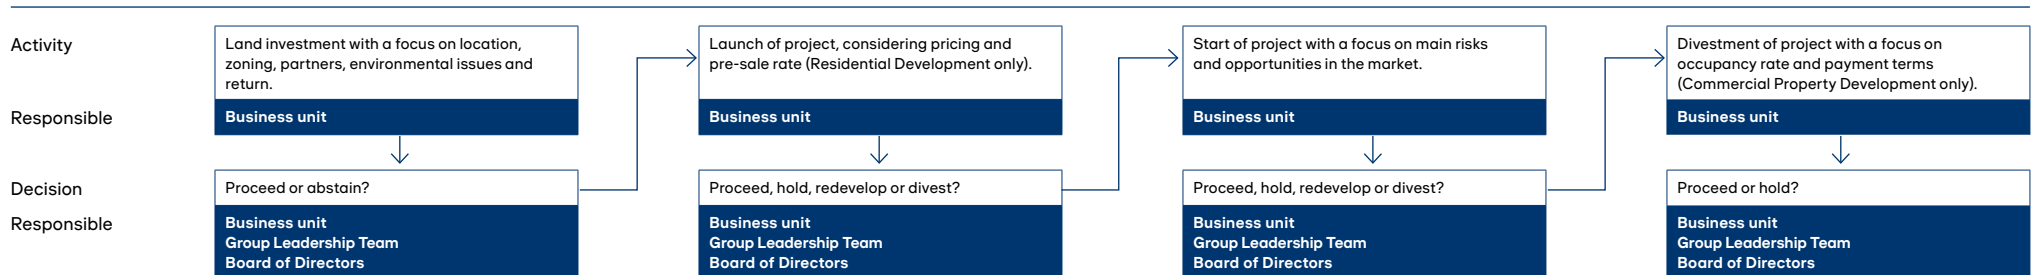 Activity
Land investment with a focus on location,
zoning, partners, environmental issues and
return.
Launch of project, considering pricing and
pre-sale rate (Residential Development only).
Start of project with a focus on main risks
and opportunities in the market.
Divestment of project with a focus on
occupancy rate and payment terms
(Commercial Property Development only).
Responsible
Business unit
Business unit
Business unit
Business unit
Decision
Proceed or abstain?
Proceed, hold, redevelop or divest?
Proceed, hold, redevelop or divest?
Proceed or hold?
Responsible
Business unit
Group Leadership Team
Board of Directors
Business unit
Group Leadership Team
Board of Directors
Business unit
Group Leadership Team
Board of Directors
Business unit
Group Leadership Team
Board of Directors